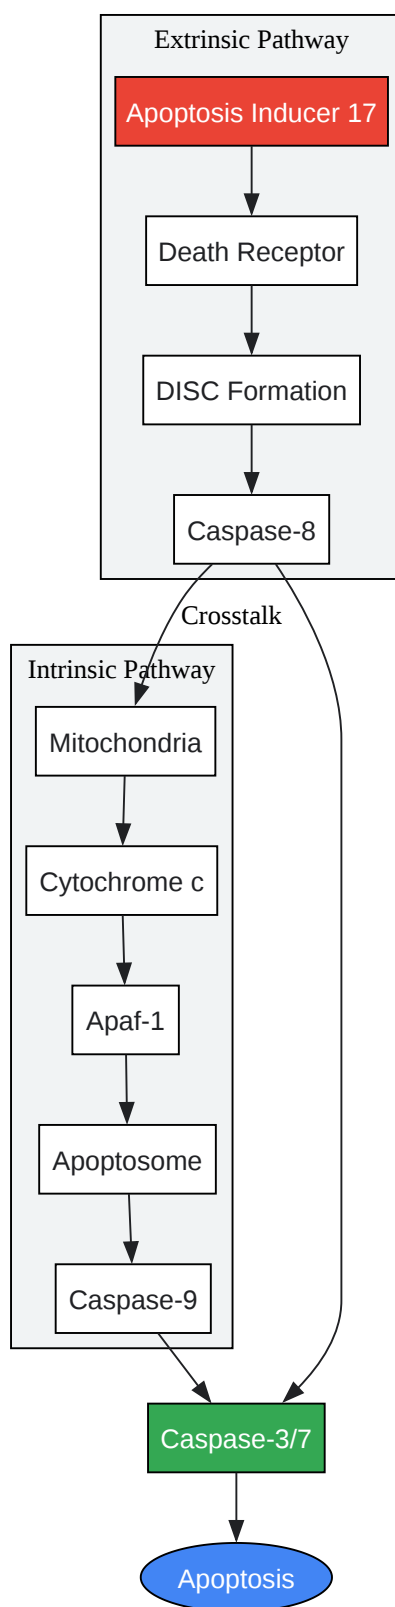 Extrinsic Pathway
Apoptosis Inducer 17
Death Receptor
DISC Formation
Caspase-8
Crosstalk
Intrinsic Pathway
Mitochondria
Cytochrome c
Apaf-1
Apoptosome
Caspase-9
Caspase-3/7
Apoptosis